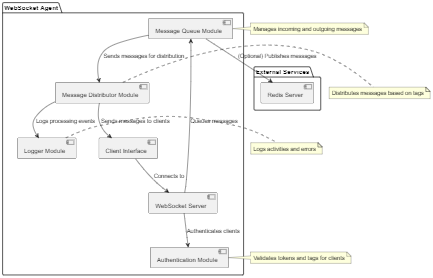 WebSocket Agent
Message Queue Module
Manages incoming and outgoing messages
Sends messages for distribution
(Optional) Publishes messages
External Services
Message Distributor Module
Redis Server
Distributes messages based on tags
Logs processing events
Sends messages to clients
Queues messages
Logger Module
Client Interface
Logs activities and errors
Connects to
WebSocket Server
Authenticates clients
Authentication Module
Validates tokens and tags for clients